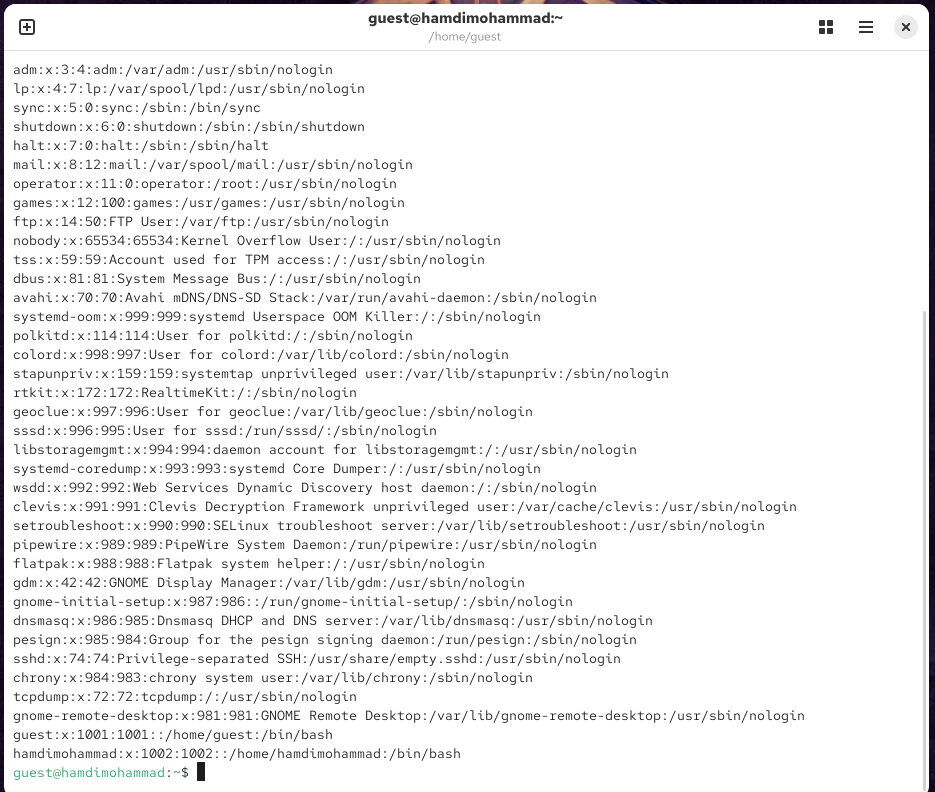 guest@hamdimohammad:~
/home/guest
adm:x:3:4:adm:/var/adm:/usr/sbin/nologin
lp:x:4:7:lp:/var/spool/lpd:/usr/sbin/nologin
sync:x:5:0:sync:/sbin:/bin/sync
shutdown:x:6:0:shutdown:/sbin:/sbin/shutdown
halt:x:7:0:halt:/sbin:/sbin/halt
mail:x:8:12:mail:/var/spool/mail:/usr/sbin/nologin
operator:x:11:0:operator:/root:/usr/sbin/nologin
games:x:12:100:games:/usr/games:/usr/sbin/nologin
ftp:x:14:50:FTP User:/var/ftp:/usr/sbin/nologin
nobody:x:65534:65534:Kernel Overflow User:/:/usr/sbin/nologin
tss:x:59:59:Account used for TPM access:/:/usr/sbin/nologin
dbus:x:81:81:System Message Bus:/:/usr/sbin/nologin
avahi:x:70:70:Avahi mDNS/DNS-SD Stack:/var/run/avahi-daemon:/sbin/nologin
systemd-oom:x:999:999:systemd Userspace OOM Killer:/:/usr/sbin/nologin
polkitd:x:114:114:User for polkitd:/:/sbin/nologin
colord:x:998:997:User for colord:/var/lib/colord:/sbin/nologin
stapunpriv:x:159:159:systemtap unprivileged user:/var/lib/stapunpriv:/sbin/nologin
rtkit:x:172:172:RealtimeKit:/:/sbin/nologin
geoclue:x:997:996:User for geoclue:/var/lib/geoclue:/sbin/nologin
sssd:x:996:995:User for sssd:/run/sssd/:/sbin/nologin
libstoragemgmt:x:994:994:daemon account for libstoragemgmt:/:/usr/sbin/nologin
systemd-coredump:x:993:993:systemd Core Dumper:/:/usr/sbin/nologin
wsdd:x:992:992:Web Services Dynamic Discovery host daemon:/:/sbin/nologin
clevis:x:991:991:Clevis Decryption Framework unprivileged user:/var/cache/clevis:/usr/sbin/nologin
setroubleshoot:x:990:990:SELinux troubleshoot server:/var/lib/setroubleshoot:/usr/sbin/nologin
pipewire:x:989:989:PipeWire System Daemon:/run/pipewire:/usr/sbin/nologin
flatpak:x:988:988:Flatpak system helper:/:/usr/sbin/nologin
gdm:x:42:42:GNOME Display Manager:/var/lib/gdm:/usr/sbin/nologin
gnome-initial-setup:x:987:986::/run/gnome-initial-setup/:/sbin/nologin
dnsmasq:x:986:985:Dnsmasq DHCP and DNS server:/var/lib/dnsmasq:/usr/sbin/nologin
pesign:x:985:984:Group for the pesign signing daemon:/run/pesign:/sbin/nologin
sshd:x:74:74:Privilege-separated SSH:/usr/share/empty.sshd:/usr/sbin/nologin
chrony:x:984:983:chrony system user:/var/lib/chrony:/sbin/nologin
tcpdump:x:72:72:tcpdump:/:/usr/sbin/nologin
gnome-remote-desktop:x:981:981:GNOME Remote Desktop:/var/lib/gnome-remote-desktop:/usr/sbin/nologin
guest:x:1001:1001::/home/guest:/bin/bash
hamdimohammad:x:1002:1002::/home/hamdimohammad:/bin/bash
guest@hamdimohammad:~$